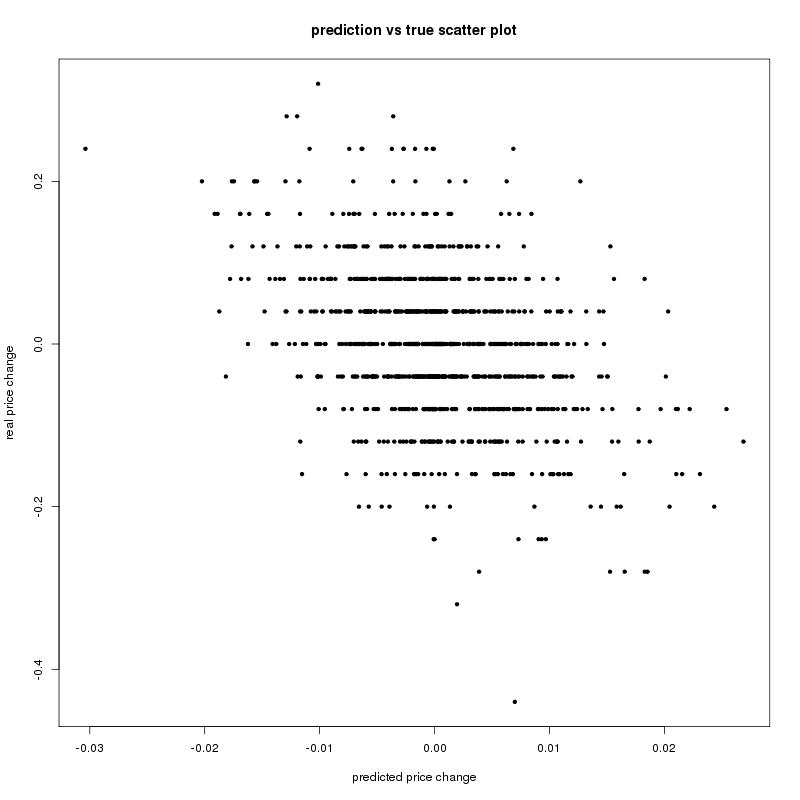 prediction vs true scatter plot
real price change
0.2
0.0
-0.2
-0.4
-0.03 -0.02 -0.01 0.00 0.01 0.02
predicted price change